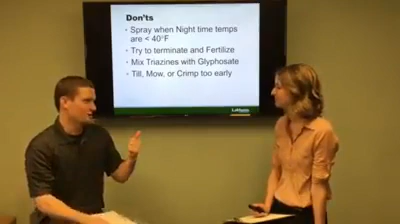 Don'ts
• Spray when Night time temps
are < 40°F
• Try to terminate and Fertilize
• Mix Triazines with Glyphosate
• Till, Mow, or Crimp too early
LaCrosse